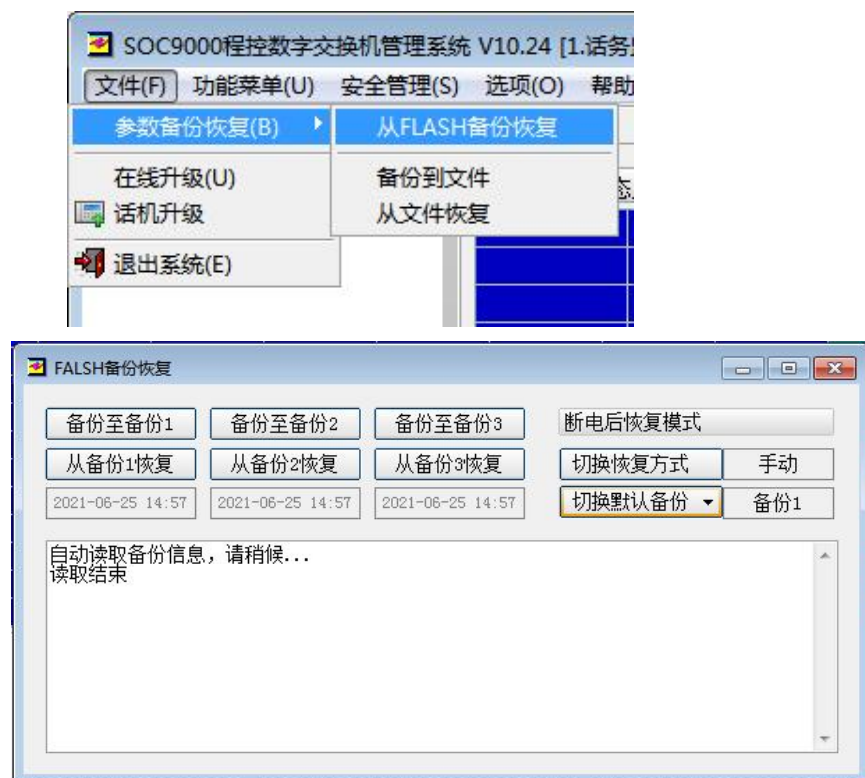 SOC9000程控数字交换机管理系统 V10.24 [1.话务
文件(F) 功能菜单(U) 安全管理(S) 选项(O) 帮助
参数备份恢复(B) 从FLASH备份恢复
在线升级(U) 备份到文件
话机升级 从文件恢复
退出系统(E)
FALSH备份恢复
备份至备份1 备份至备份2 备份至备份3 断电后恢复模式
从备份1恢复 从备份2恢复 从备份3恢复 切换恢复方式 手动
2021-06-25 14:57 2021-06-25 14:57 2021-06-25 14:57 切换默认备份 备份1
自动读取备份信息，请稍候...
读取结束